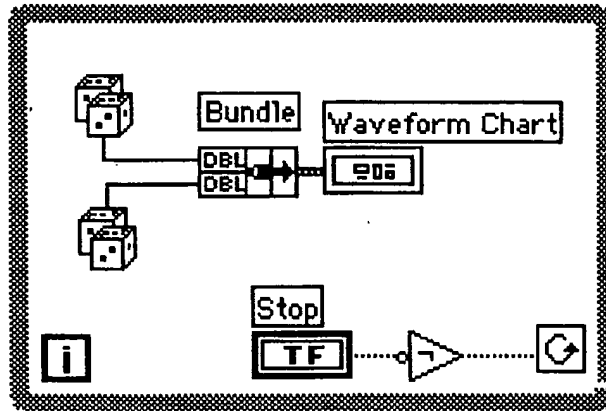 Bundle
Waveform Chart
DBL
DBL
Stop
TF
i